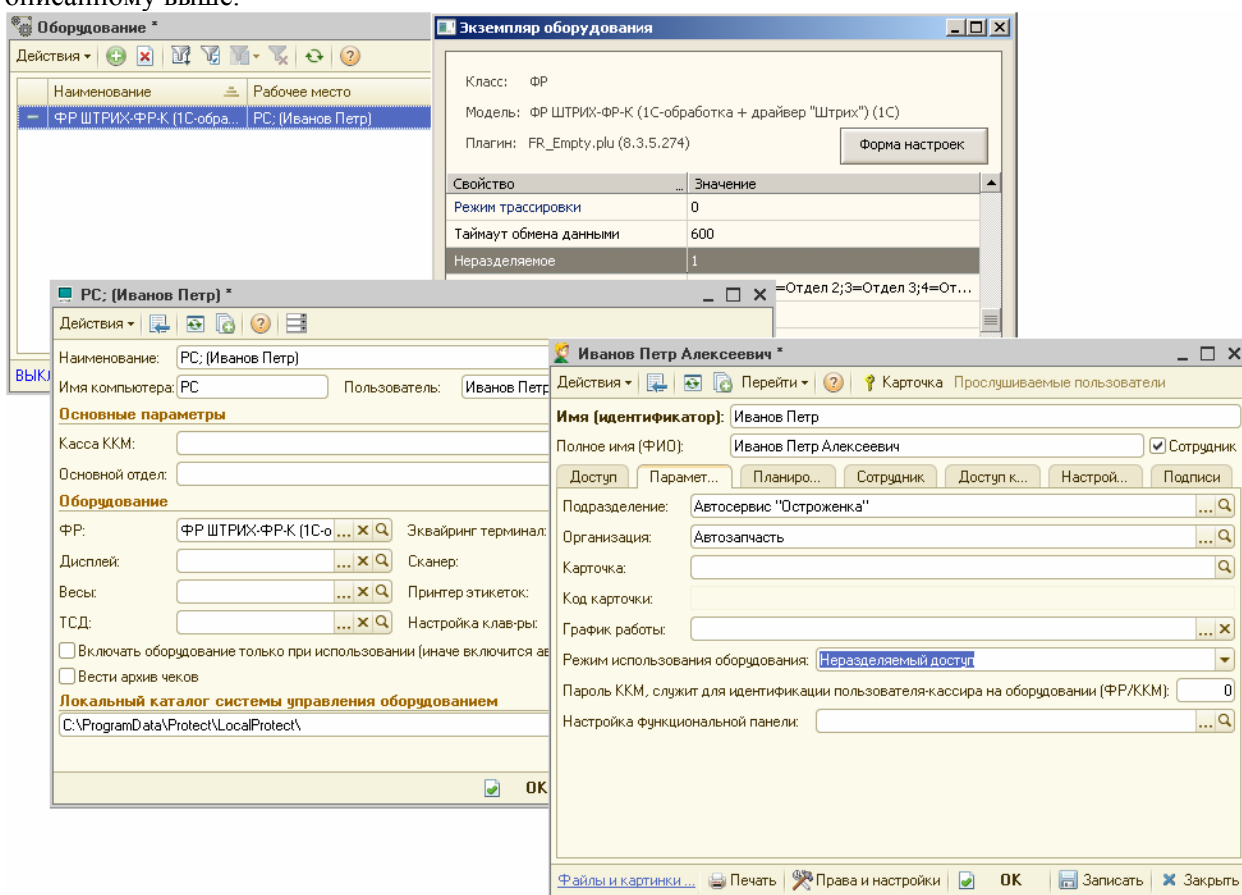 описанному выше.
Оборудование *
Действия
Наименование Рабочее место
ФР ШТРИХ-ФР-К (1С-обра... РС; (Иванов Петр)
Экземпляр оборудования
Класс: ФР
Модель: ФР ШТРИХ-ФР-К (1С-обработка + драйвер "Штрих") (1С)
Плагин: FR_Empty.plu (8.3.5.274)
Форма настроек
Свойство ... Значение
Режим трассировки 0
Таймаут обмена данными 600
Неразделяемое 1
=Отдел 2;3=Отдел 3;4=От...
РС; (Иванов Петр) *
Действия
Наименование: РС; (Иванов Петр)
Имя компьютера: РС Пользователь: Иванов Петр
Основные параметры
Касса ККМ:
Основной отдел:
Оборудование
ФР: ФР ШТРИХ-ФР-К (1С-о ... Эквайринг терминал:
Дисплей: ... Сканер:
Весы: ... Принтер этикеток:
ТСД: ... Настройка клав-ры:
Включать оборудование только при использовании (иначе включится ав
Вести архив чеков
Локальный каталог системы управления оборудованием
C:\ProgramData\Protect\LocalProtect\
OK
Иванов Петр Алексеевич *
Действия Перейти Карточка Прослушиваемые пользователи
Имя (идентификатор): Иванов Петр
Полное имя (ФИО): Иванов Петр Алексеевич Сотрудник
Доступ Парамет... Планиро... Сотрудник Доступ к... Настрой... Подписи
Подразделение: Автосервис "Остроженка" ...
Организация: Автозапчасть ...
Карточка:
Код карточки:
График работы: ...
Режим использования оборудования: Неразделяемый доступ
Пароль ККМ, служит для идентификации пользователя-кассира на оборудовании (ФР/ККМ): 0
Настройка функциональной панели: ...
Файлы и картинки ... Печать Права и настройки OK Записать Закрыть